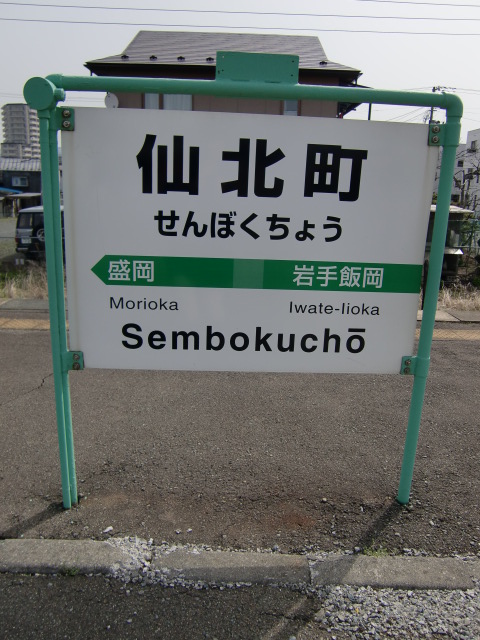 仙北町
せんぼくちょう
盛岡 岩手飯岡
Morioka Iwate-Iioka
Sembokuchō